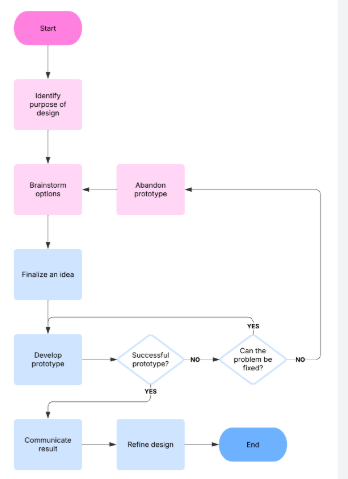 Start
Identify
purpose of
design
Brainstorm
options
Abandon
prototype
Finalize an idea
YES
Develop
prototype
Successful
prototype?
NO
Can the
problem be
fixed?
NO
YES
Communicate
result
Refine design
End